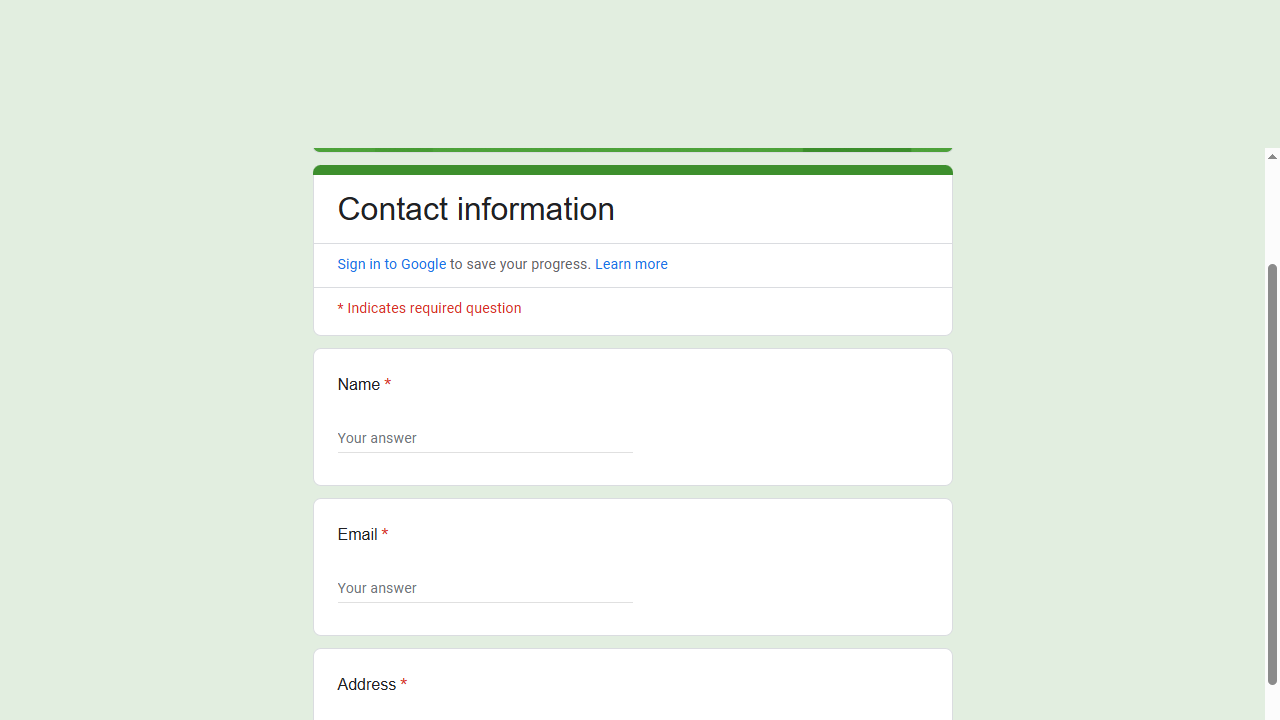 Contact information
Sign in to Google to save your progress. Learn more
* Indicates required question
Name *
Your answer
Email *
Your answer
Address *